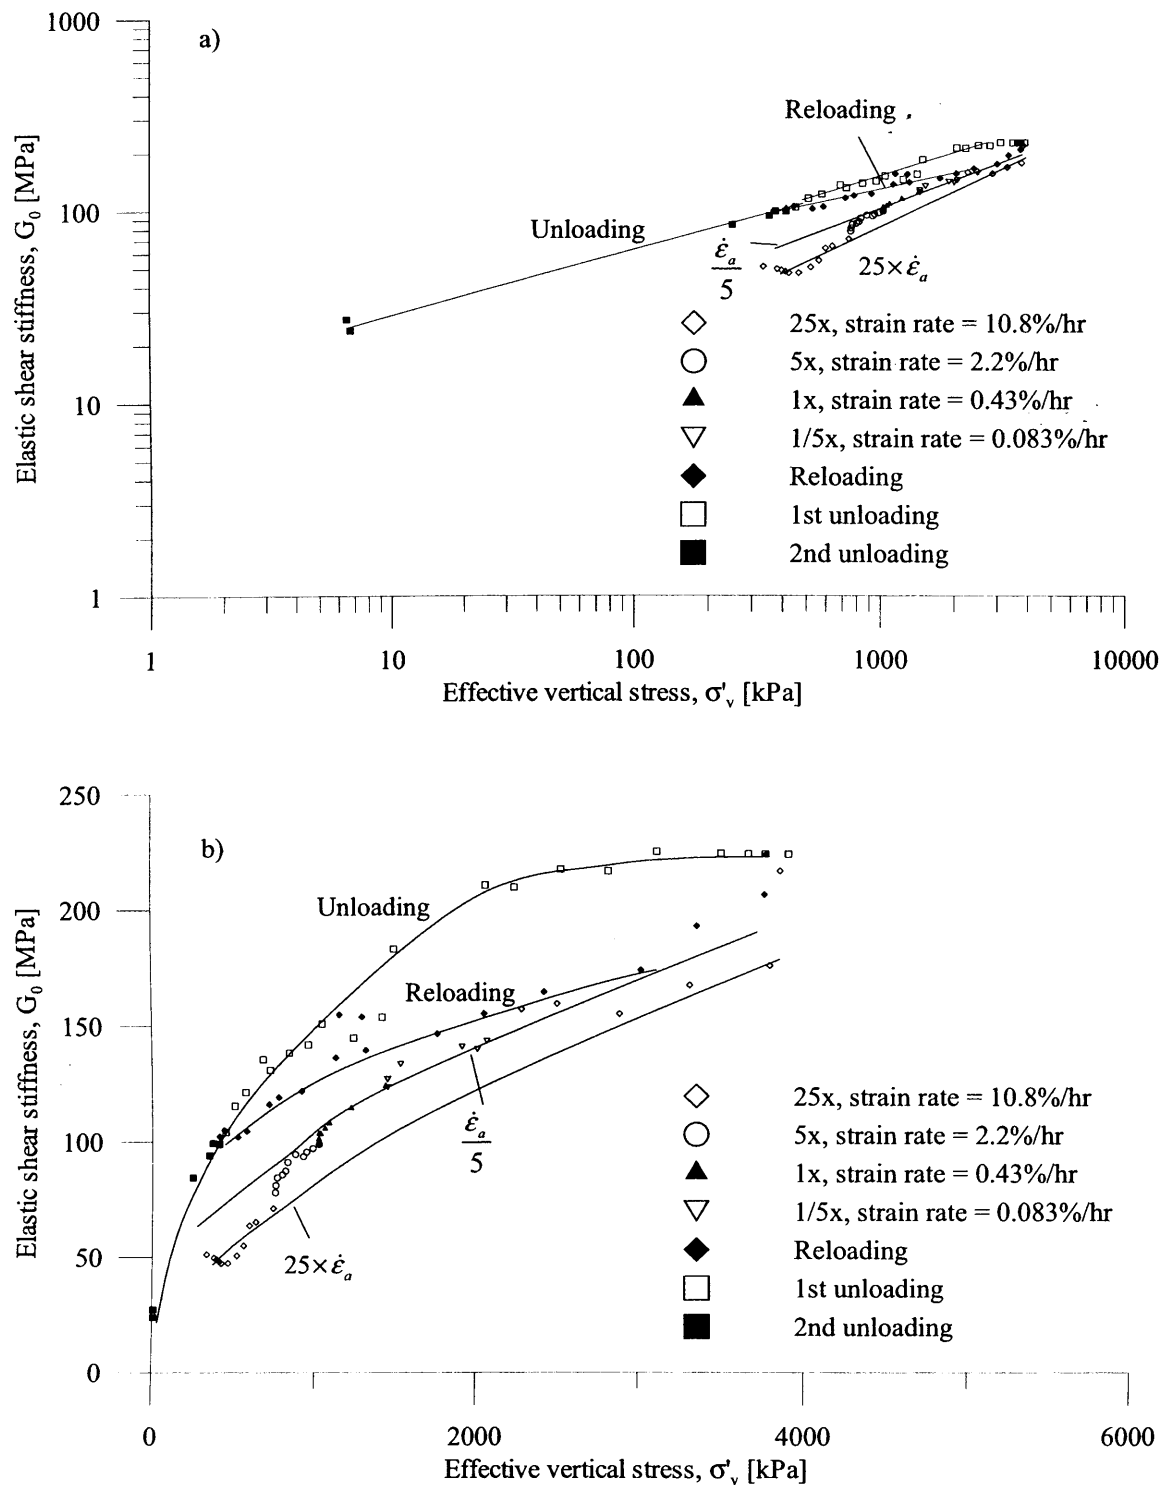 a)
1000
100
10
1
Elastic shear stiffness, G₀ [MPa]
Reloading
Unloading
ε̇ₐ/5
25×ε̇ₐ
25x, strain rate = 10.8%/hr
5x, strain rate = 2.2%/hr
1x, strain rate = 0.43%/hr
1/5x, strain rate = 0.083%/hr
Reloading
1st unloading
2nd unloading
1 10 100 1000 10000
Effective vertical stress, σ'ᵥ [kPa]
b)
250
200
150
100
50
0
Elastic shear stiffness, G₀ [MPa]
Unloading
Reloading
ε̇ₐ/5
25×ε̇ₐ
25x, strain rate = 10.8%/hr
5x, strain rate = 2.2%/hr
1x, strain rate = 0.43%/hr
1/5x, strain rate = 0.083%/hr
Reloading
1st unloading
2nd unloading
0 2000 4000 6000
Effective vertical stress, σ'ᵥ [kPa]